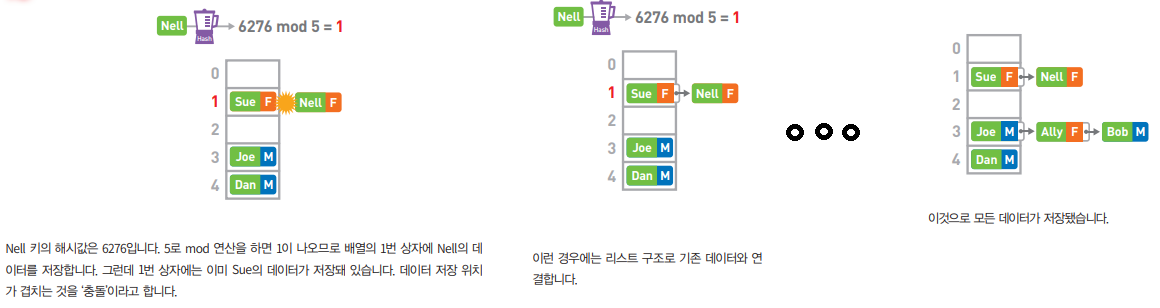 Nell Hash 6276 mod 5 = 1
0
1 Sue F Nell F
2
3 Joe M
4 Dan M
Nell 키의 해시값은 6276입니다. 5로 mod 연산을 하면 1이 나오므로 배열의 1번 상자에 Nell의 데
이터를 저장합니다. 그런데 1번 상자에는 이미 Sue의 데이터가 저장돼 있습니다. 데이터 저장 위치
가 겹치는 것을 ‘충돌’이라고 합니다.
Nell Hash 6276 mod 5 = 1
0
1 Sue F Nell F
2
3 Joe M
4 Dan M
이런 경우에는 리스트 구조로 기존 데이터와 연
결합니다.
0
1 Sue F Nell F
2
3 Joe M Ally F Bob M
4 Dan M
이것으로 모든 데이터가 저장됐습니다.